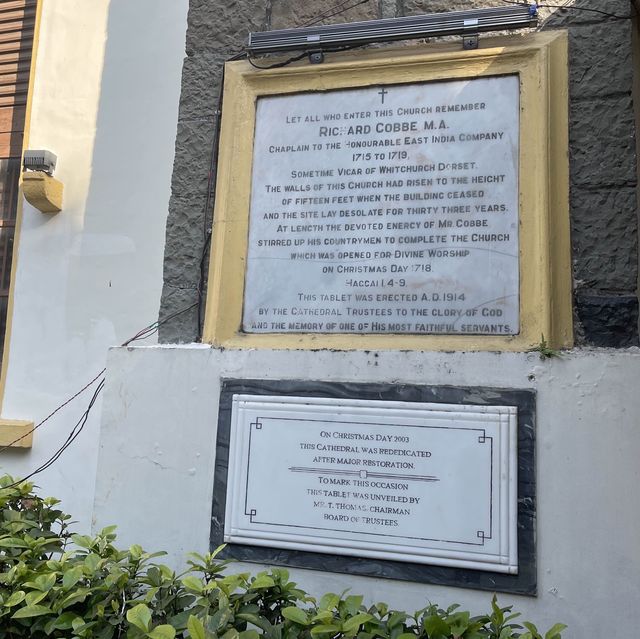 Let all who enter this Church remember
Richard Cobbe M.A.
Chaplain to the Honourable East India Company
1715 to 1719,
Sometime Vicar of Whitchurch Dorset.
The walls of this Church had risen to the height
of fifteen feet when the building ceased
and the site lay desolate for thirty three years.
At length the devoted energy of Mr. Cobbe
stirred up his countrymen to complete the Church
which was opened for Divine Worship
on Christmas Day 1718.
Haggai 1.4-9.
This tablet was erected A.D. 1914
by the Cathedral Trustees to the glory of God
and the memory of one of His most faithful servants.
On Christmas Day 2003
this Cathedral was rededicated
after major restoration.
To mark this occasion
this tablet was unveiled by
Mr. T. Thomas, Chairman
Board of Trustees